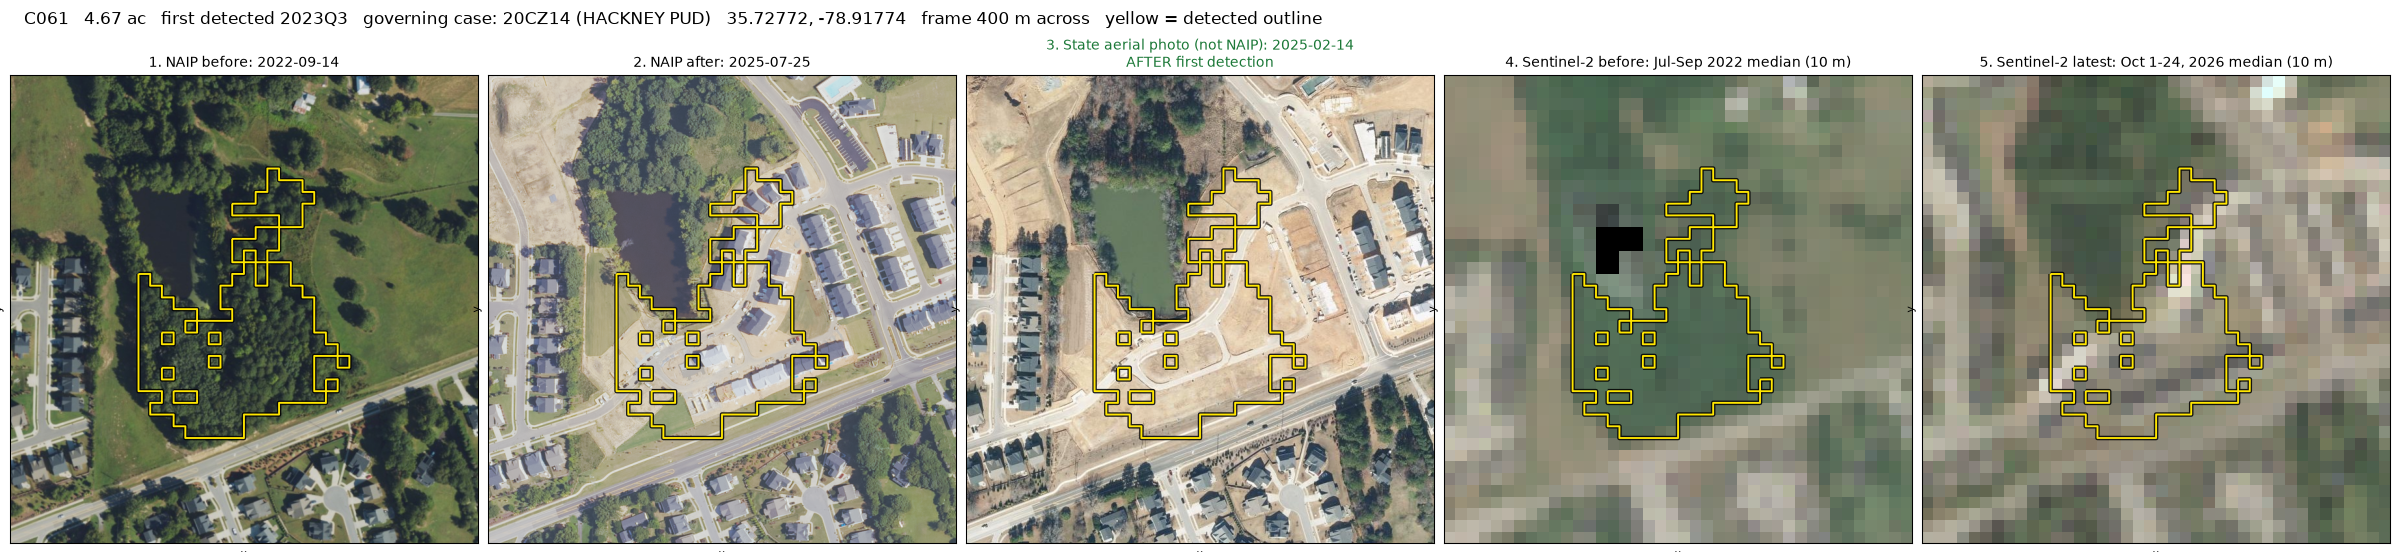 C061   4.67 ac   first detected 2023Q3   governing case: 20CZ14 (HACKNEY PUD)   35.72772, -78.91774   frame 400 m across   yellow = detected outline
1. NAIP before: 2022-09-14
2. NAIP after: 2025-07-25
3. State aerial photo (not NAIP): 2025-02-14
AFTER first detection
4. Sentinel-2 before: Jul-Sep 2022 median (10 m)
5. Sentinel-2 latest: Oct 1-24, 2026 median (10 m)